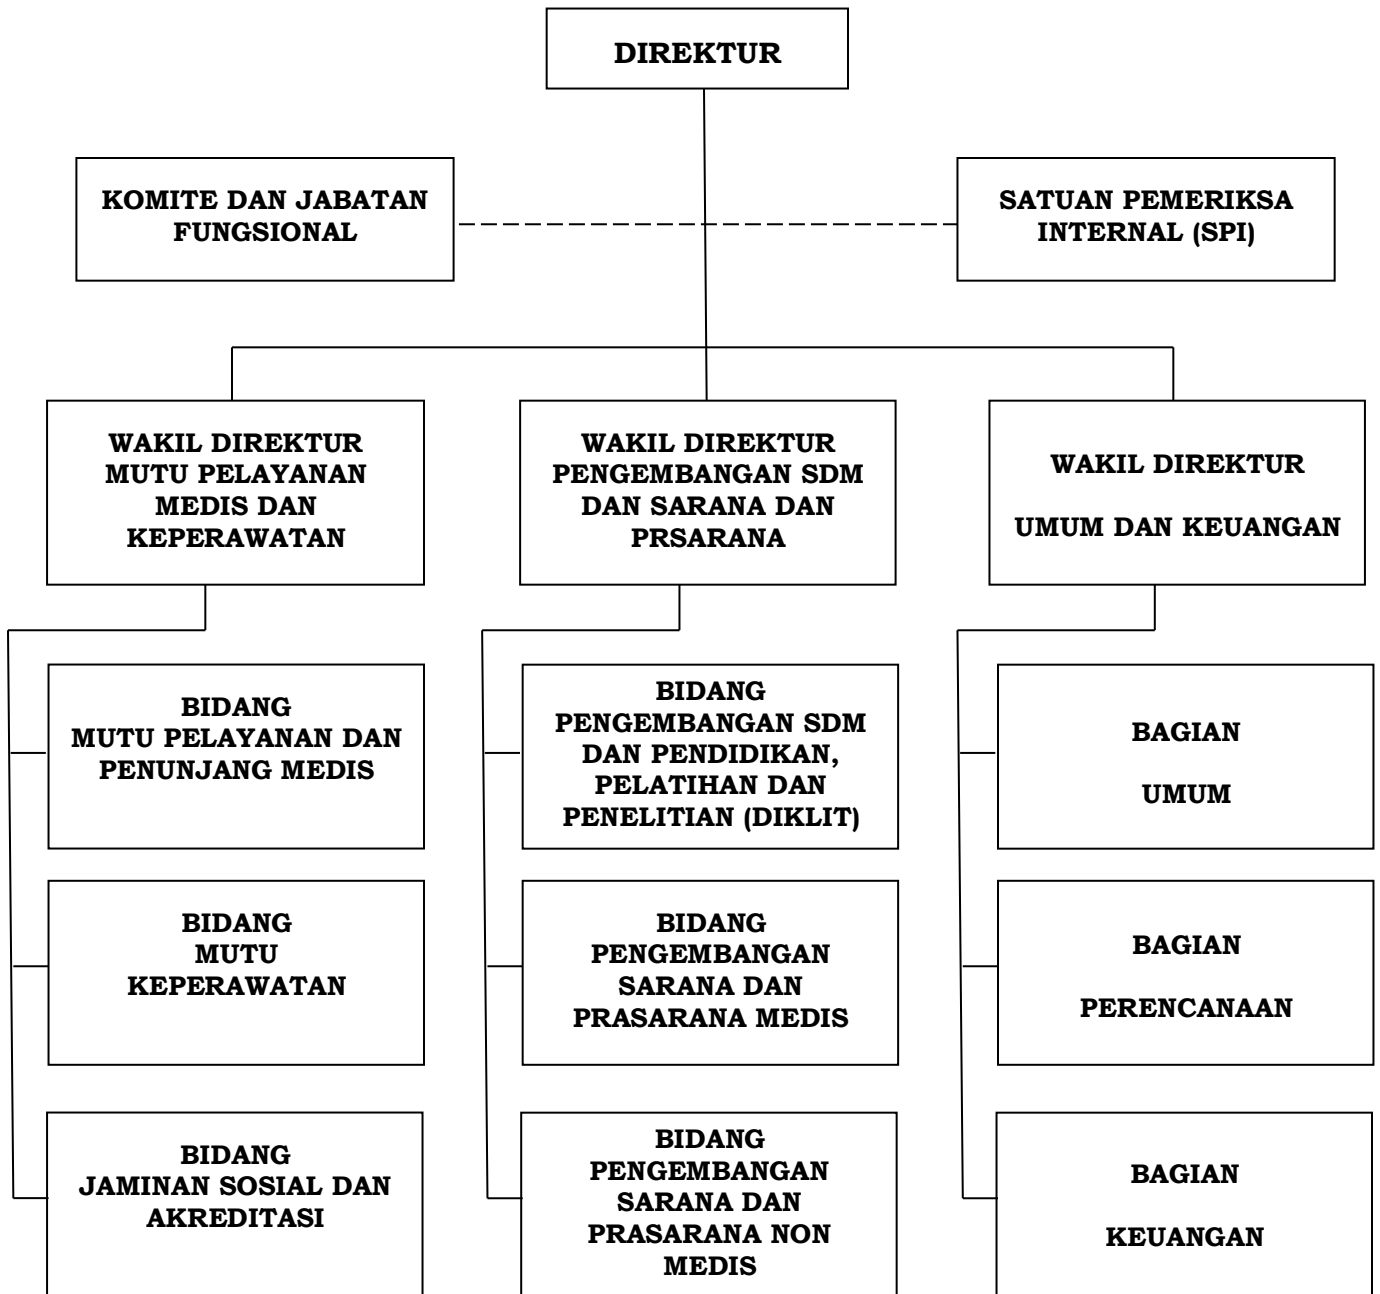 DIREKTUR
KOMITE DAN JABATAN
FUNGSIONAL
SATUAN PEMERIKSA
INTERNAL (SPI)
WAKIL DIREKTUR
MUTU PELAYANAN
MEDIS DAN
KEPERAWATAN
WAKIL DIREKTUR
PENGEMBANGAN SDM
DAN SARANA DAN
PRSARANA
WAKIL DIREKTUR
UMUM DAN KEUANGAN
BIDANG
MUTU PELAYANAN DAN
PENUNJANG MEDIS
BIDANG
PENGEMBANGAN SDM
DAN PENDIDIKAN,
PELATIHAN DAN
PENELITIAN (DIKLIT)
BAGIAN
UMUM
BIDANG
MUTU
KEPERAWATAN
BIDANG
PENGEMBANGAN
SARANA DAN
PRASARANA MEDIS
BAGIAN
PERENCANAAN
BIDANG
JAMINAN SOSIAL DAN
AKREDITASI
BIDANG
PENGEMBANGAN
SARANA DAN
PRASARANA NON
MEDIS
BAGIAN
KEUANGAN